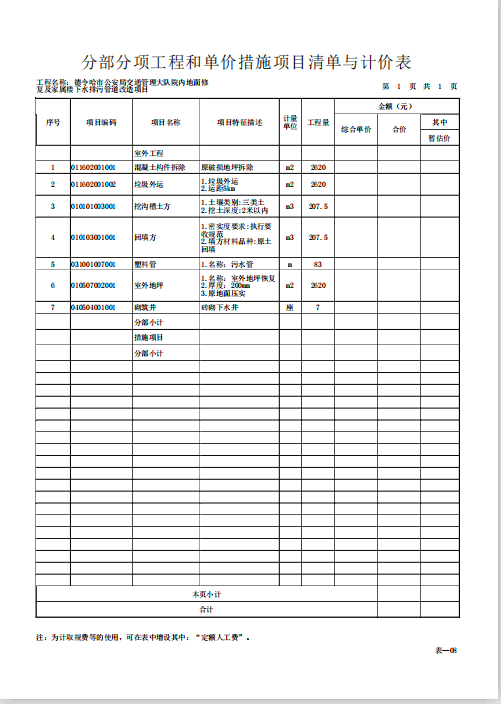 分部分项工程和单价措施项目清单与计价表
工程名称：德令哈市公安局交通管理大队院内地面修
复及家属楼下水排污管道改造项目
第 1 页 共 1 页
序号 项目编码 项目名称 项目特征描述 计量单位 工程量 金额（元）
综合单价 合价 其中
暂估价
室外工程
1 011602001001 混凝土构件拆除 原破损地坪拆除 m2 2620
2 011602001002 垃圾外运 1.垃圾外运
2.运距5km m2 2620
3 010101003001 挖沟槽土方 1.土壤类别:三类土
2.挖土深度:2米以内 m3 207.5
4 010103001001 回填方 1.密实度要求:执行要
收规范
2.填方材料品种:原土
回填 m3 207.5
5 031001007001 塑料管 1.名称：污水管 m 83
6 010507002001 室外地坪 1.名称：室外地坪恢复
2.厚度：200mm
3.原地面压实 m2 2620
7 040504001001 砌筑井 砖砌下水井 座 7
分部小计
措施项目
分部小计
本页小计
合计
注：为计取规费等的使用，可在表中增设其中：“定额人工费”。
表—08